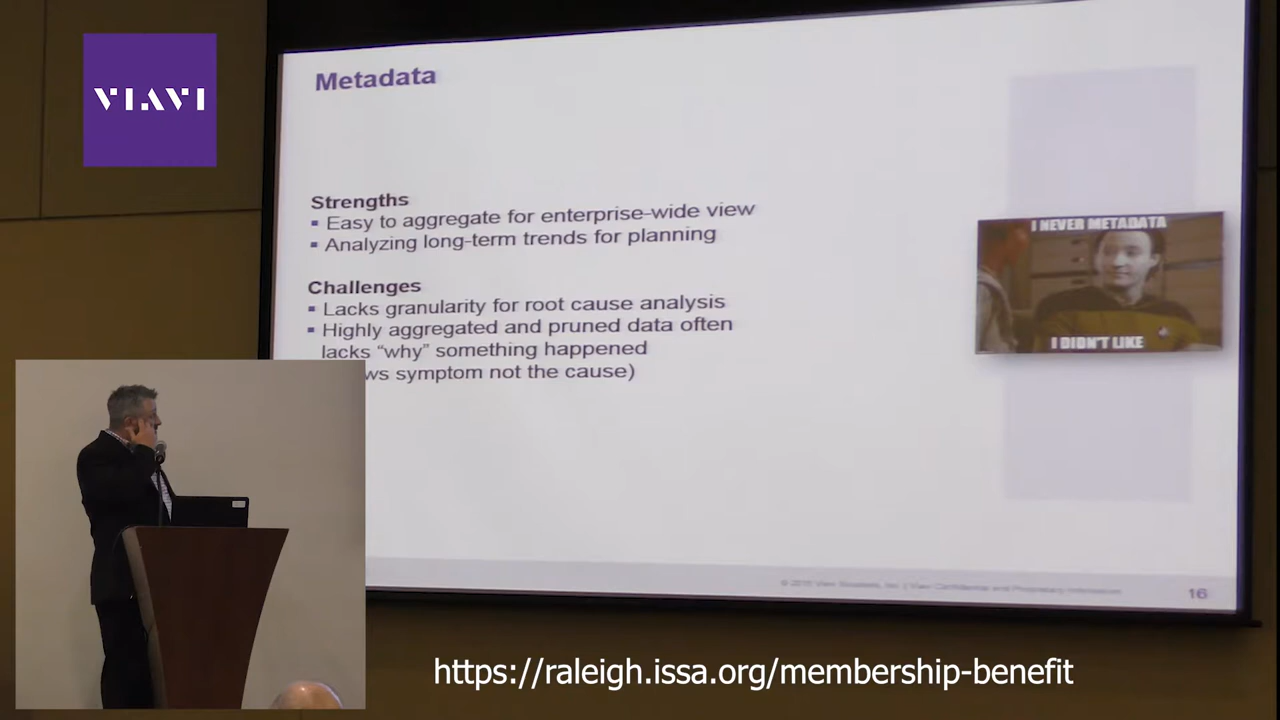 VIAVI
Metadata
Strengths
▪ Easy to aggregate for enterprise-wide view
▪ Analyzing long-term trends for planning
Challenges
▪ Lacks granularity for root cause analysis
▪ Highly aggregated and pruned data often
lacks “why” something happened
ws symptom not the cause)
I NEVER METADATA
I DIDN'T LIKE
16
https://raleigh.issa.org/membership-benefit